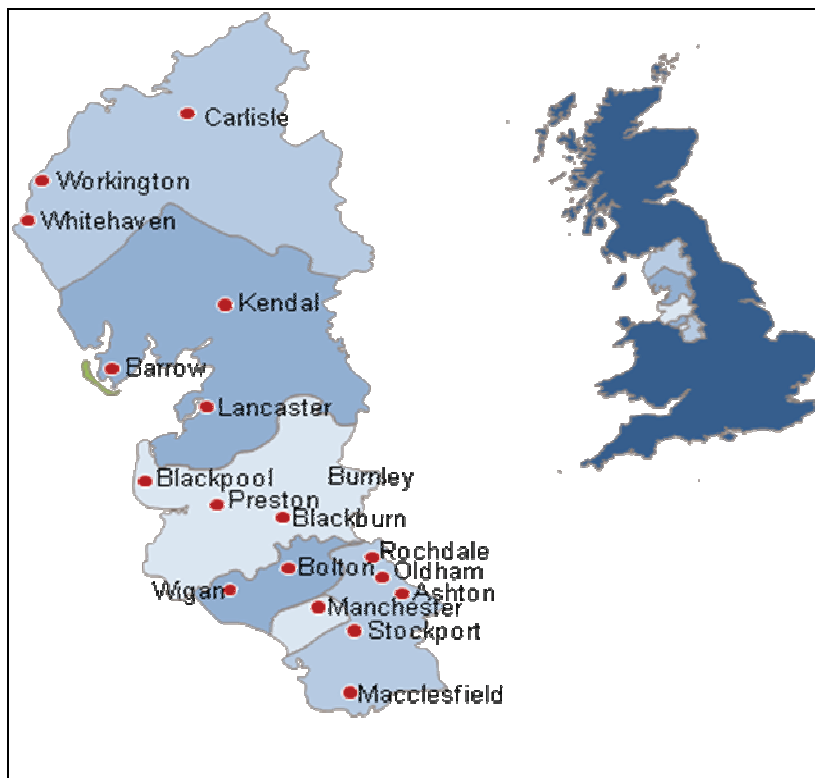 Carlisle
Workington
Whitehaven
Kendal
Barrow
Lancaster
Blackpool
Burnley
Preston
Blackburn
Rochdale
Bolton
Oldham
Wigan
Ashton
Manchester
Stockport
Macclesfield